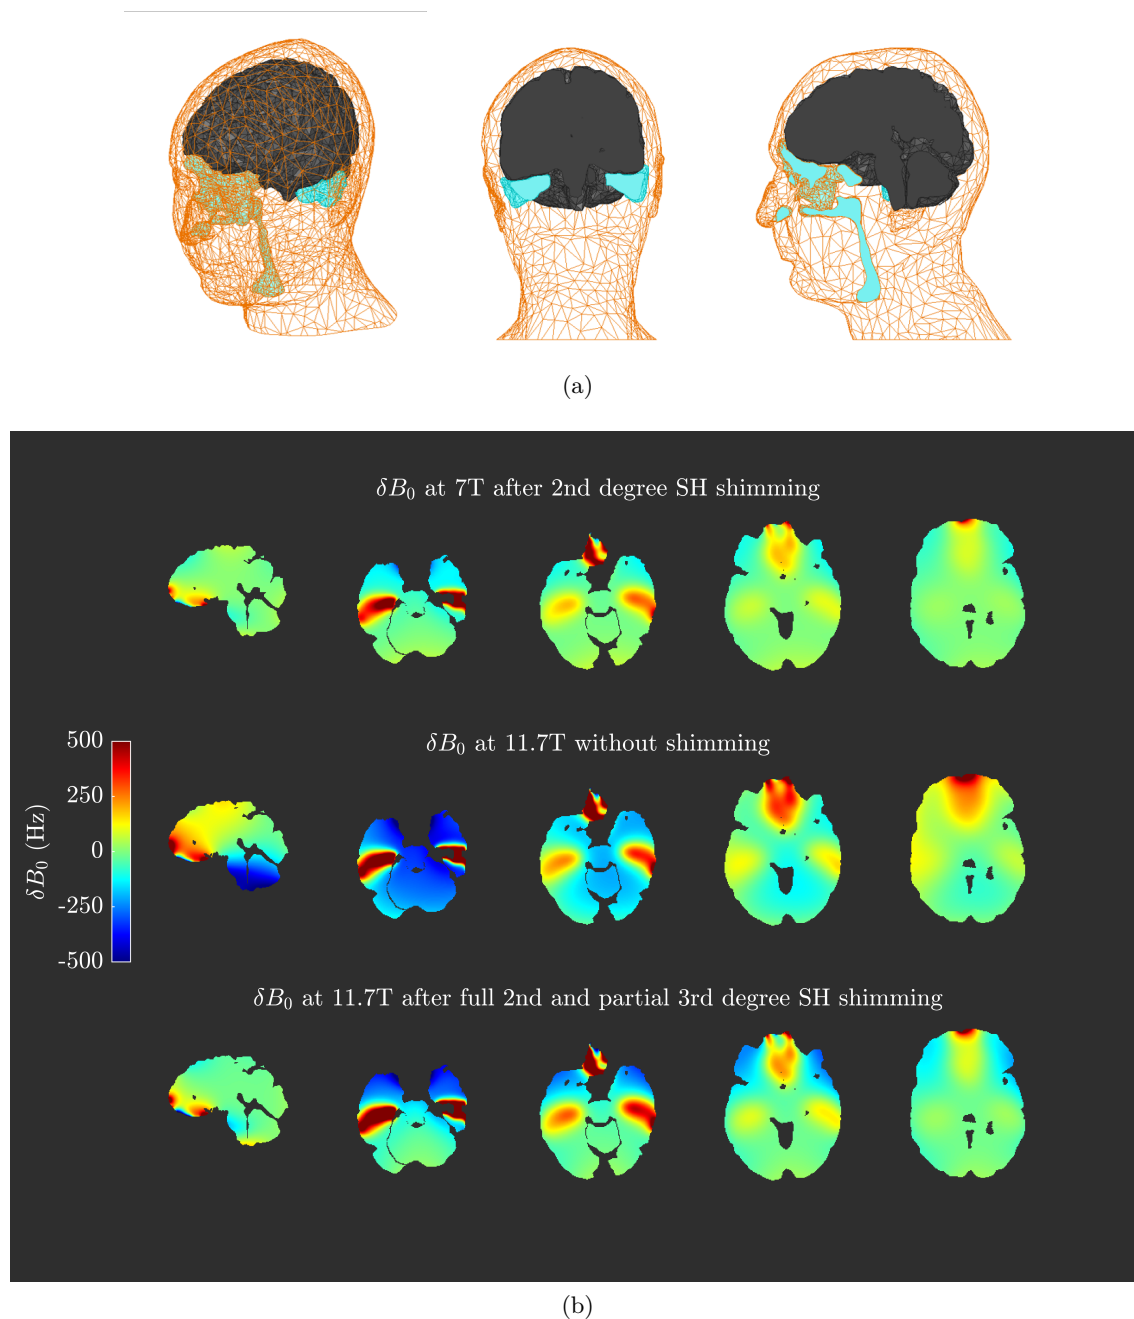 (a)
δB₀ at 7T after 2nd degree SH shimming
δB₀ at 11.7T without shimming
500
250
0
-250
-500
δB₀ (Hz)
δB₀ at 11.7T after full 2nd and partial 3rd degree SH shimming
(b)